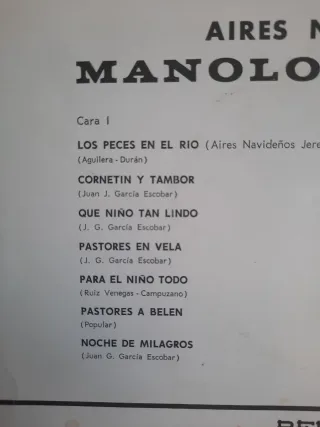 AIRES N
MANOLO
Cara I
LOS PECES EN EL RIO (Aires Navideños Jere
(Aguilera - Durán)
CORNETIN Y TAMBOR
(Juan J. García Escobar)
QUE NIÑO TAN LINDO
(J. G. García Escobar)
PASTORES EN VELA
(J. G. García Escobar)
PARA EL NIÑO TODO
(Ruiz Venegas - Campuzano)
PASTORES A BELEN
(Popular)
NOCHE DE MILAGROS
(Juan G. García Escobar)